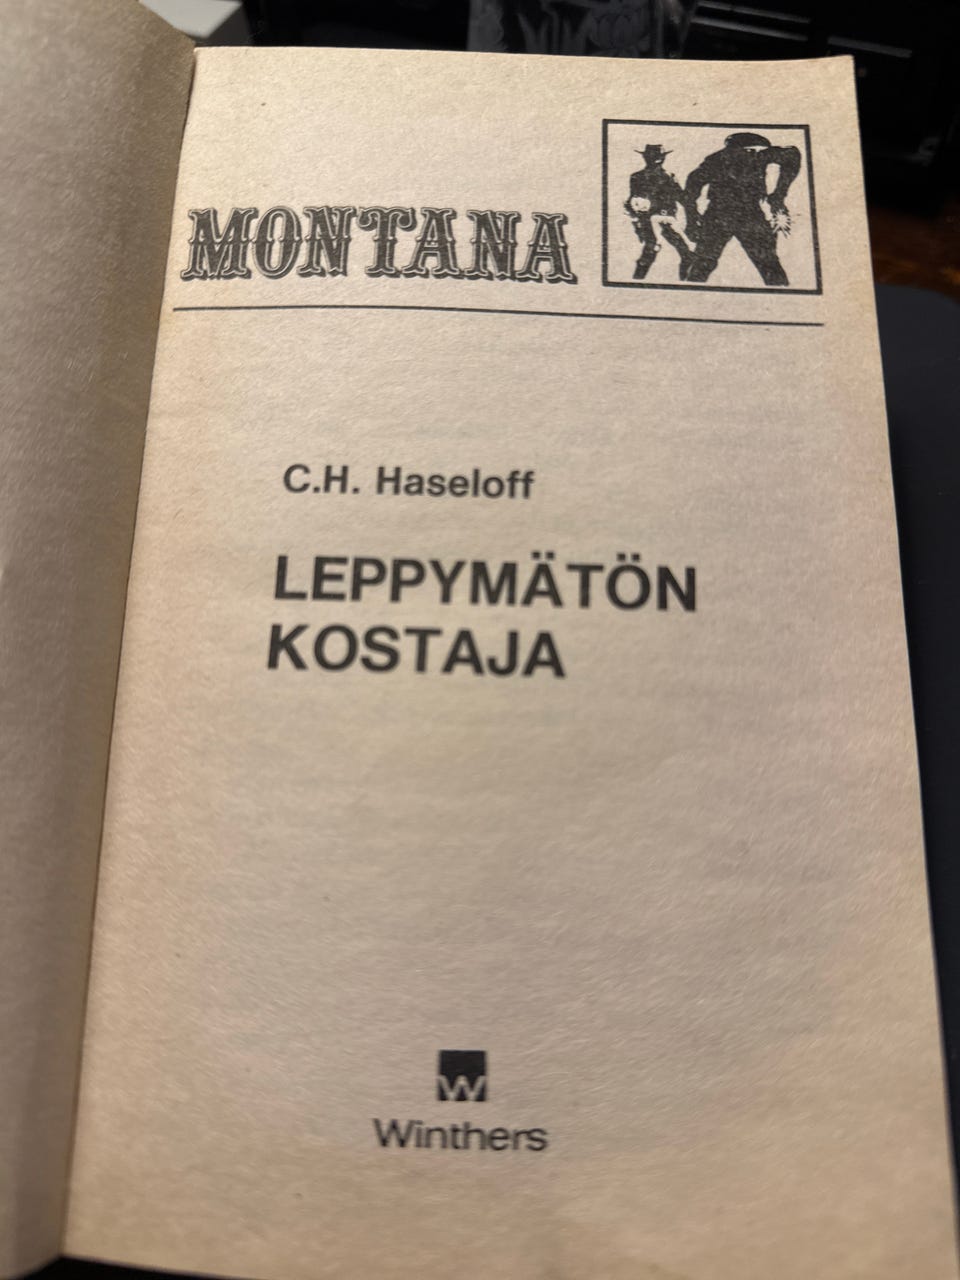 MONTANA
C.H. Haseloff
LEPPYMÄTÖN
KOSTAJA
W
Winthers